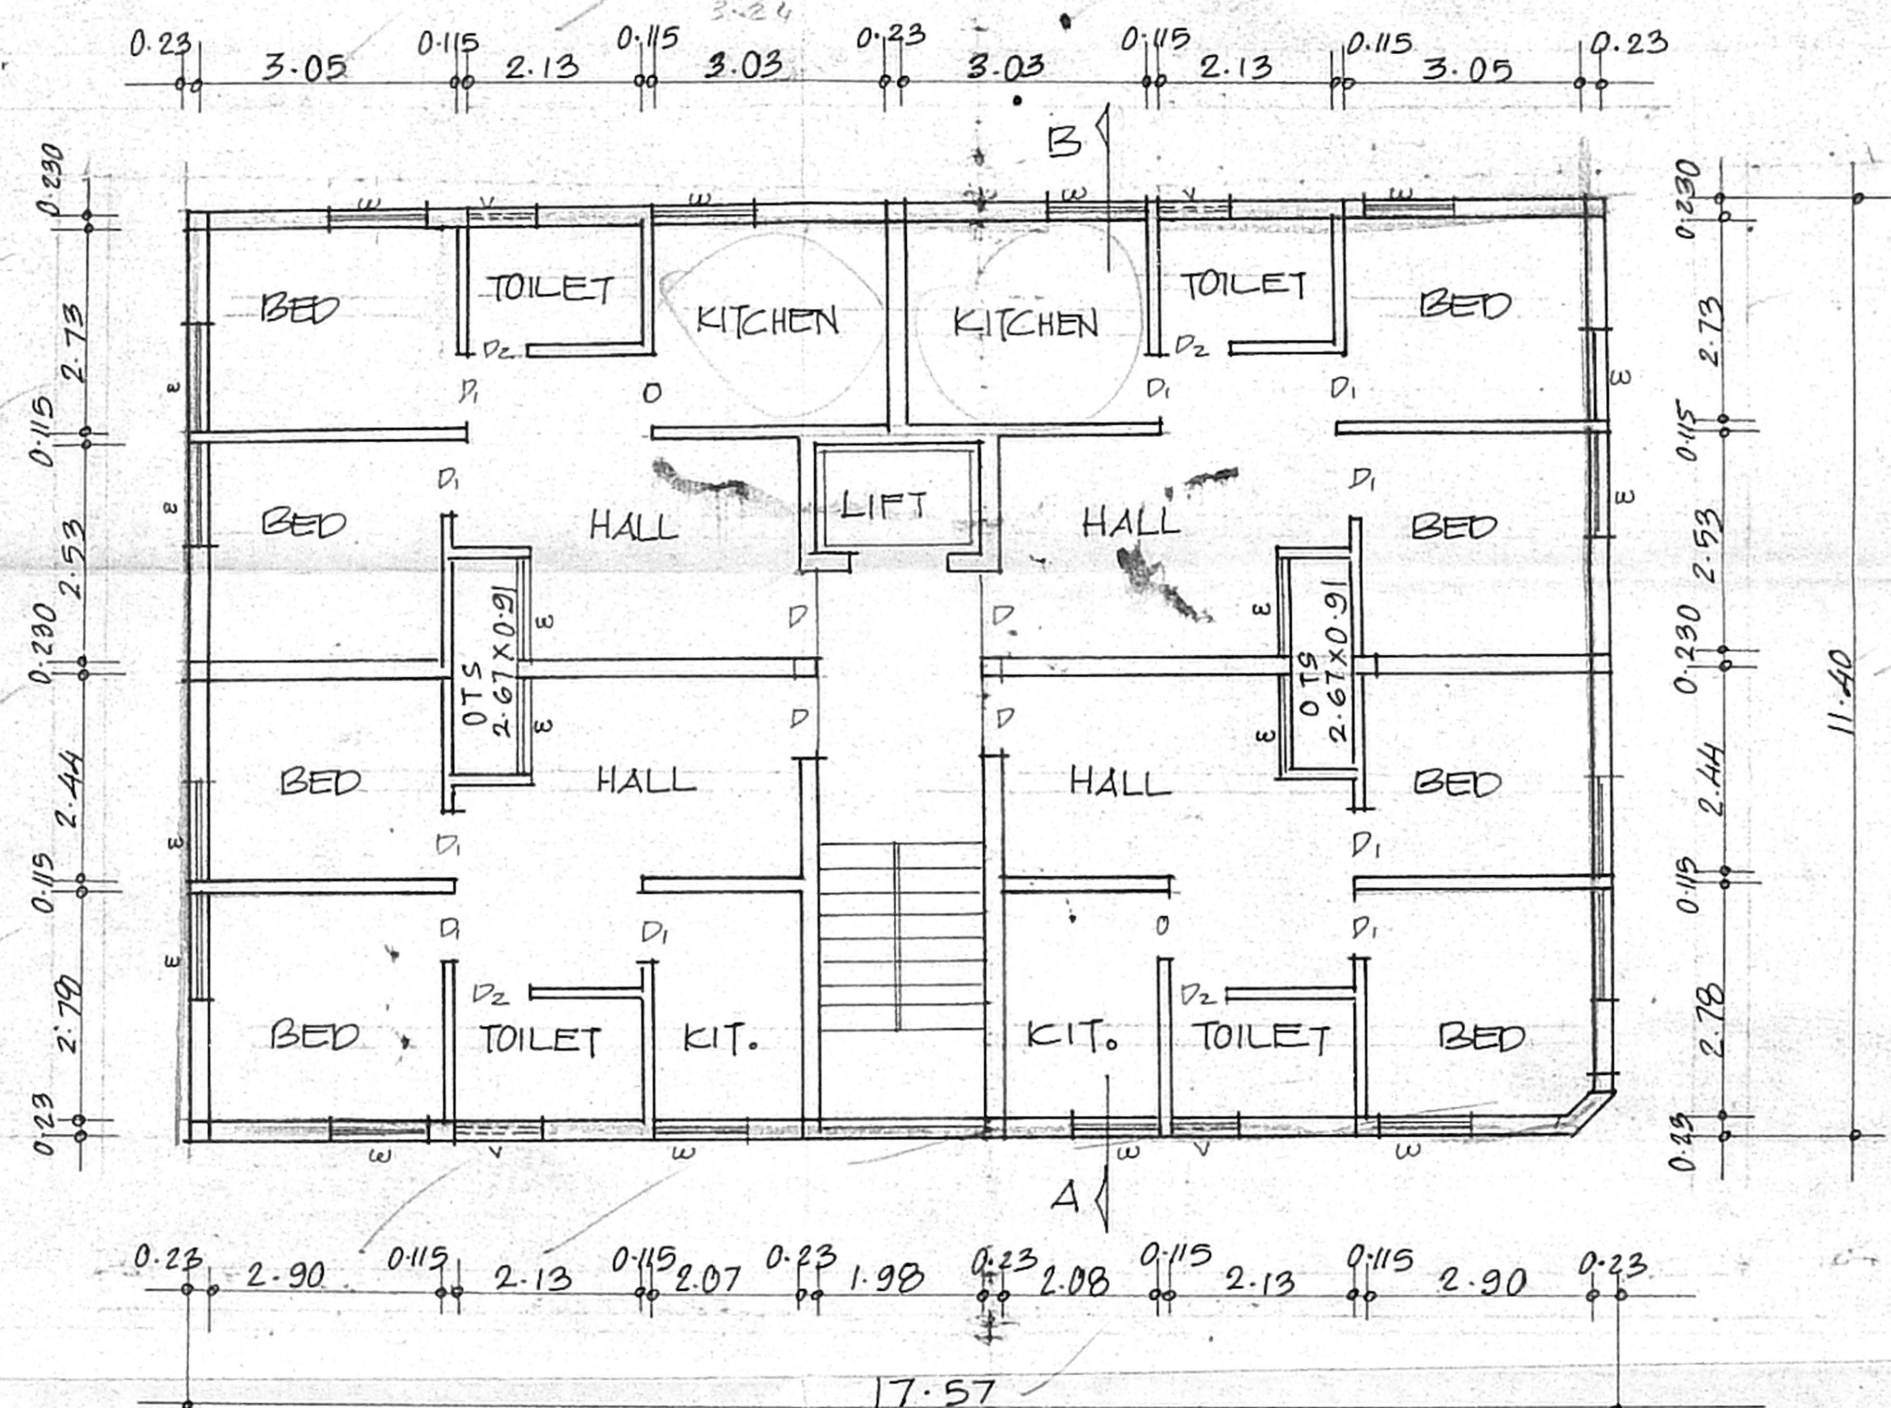 3.24
0.23 0.115 0.115 0.23 0.115 0.115 0.23
3.05 2.13 3.03 3.03 2.13 3.05
B
0.230 0.230
W V W W V W
BED TOILET KITCHEN KITCHEN TOILET BED
2.73 2.73
D2 D2
W D1 O D1 D1 W
0.115 0.115
D1 D1
W BED HALL LIFT HALL BED W
2.53 2.53
W D D W
0.230 OTS 2.67X0.91 OTS 2.67X0.91 0.230
11.40
W D D W
BED HALL HALL BED
2.44 2.44
W D1 D1
0.115 0.115
D1 D1 O D1
W
D2 D2
BED TOILET KIT. KIT. TOILET BED
2.78 2.78
0.23 0.23
W V W W V W
A
0.23 0.115 0.115 0.23 0.23 0.115 0.115 0.23
2.90 2.13 2.07 1.98 2.08 2.13 2.90
17.57